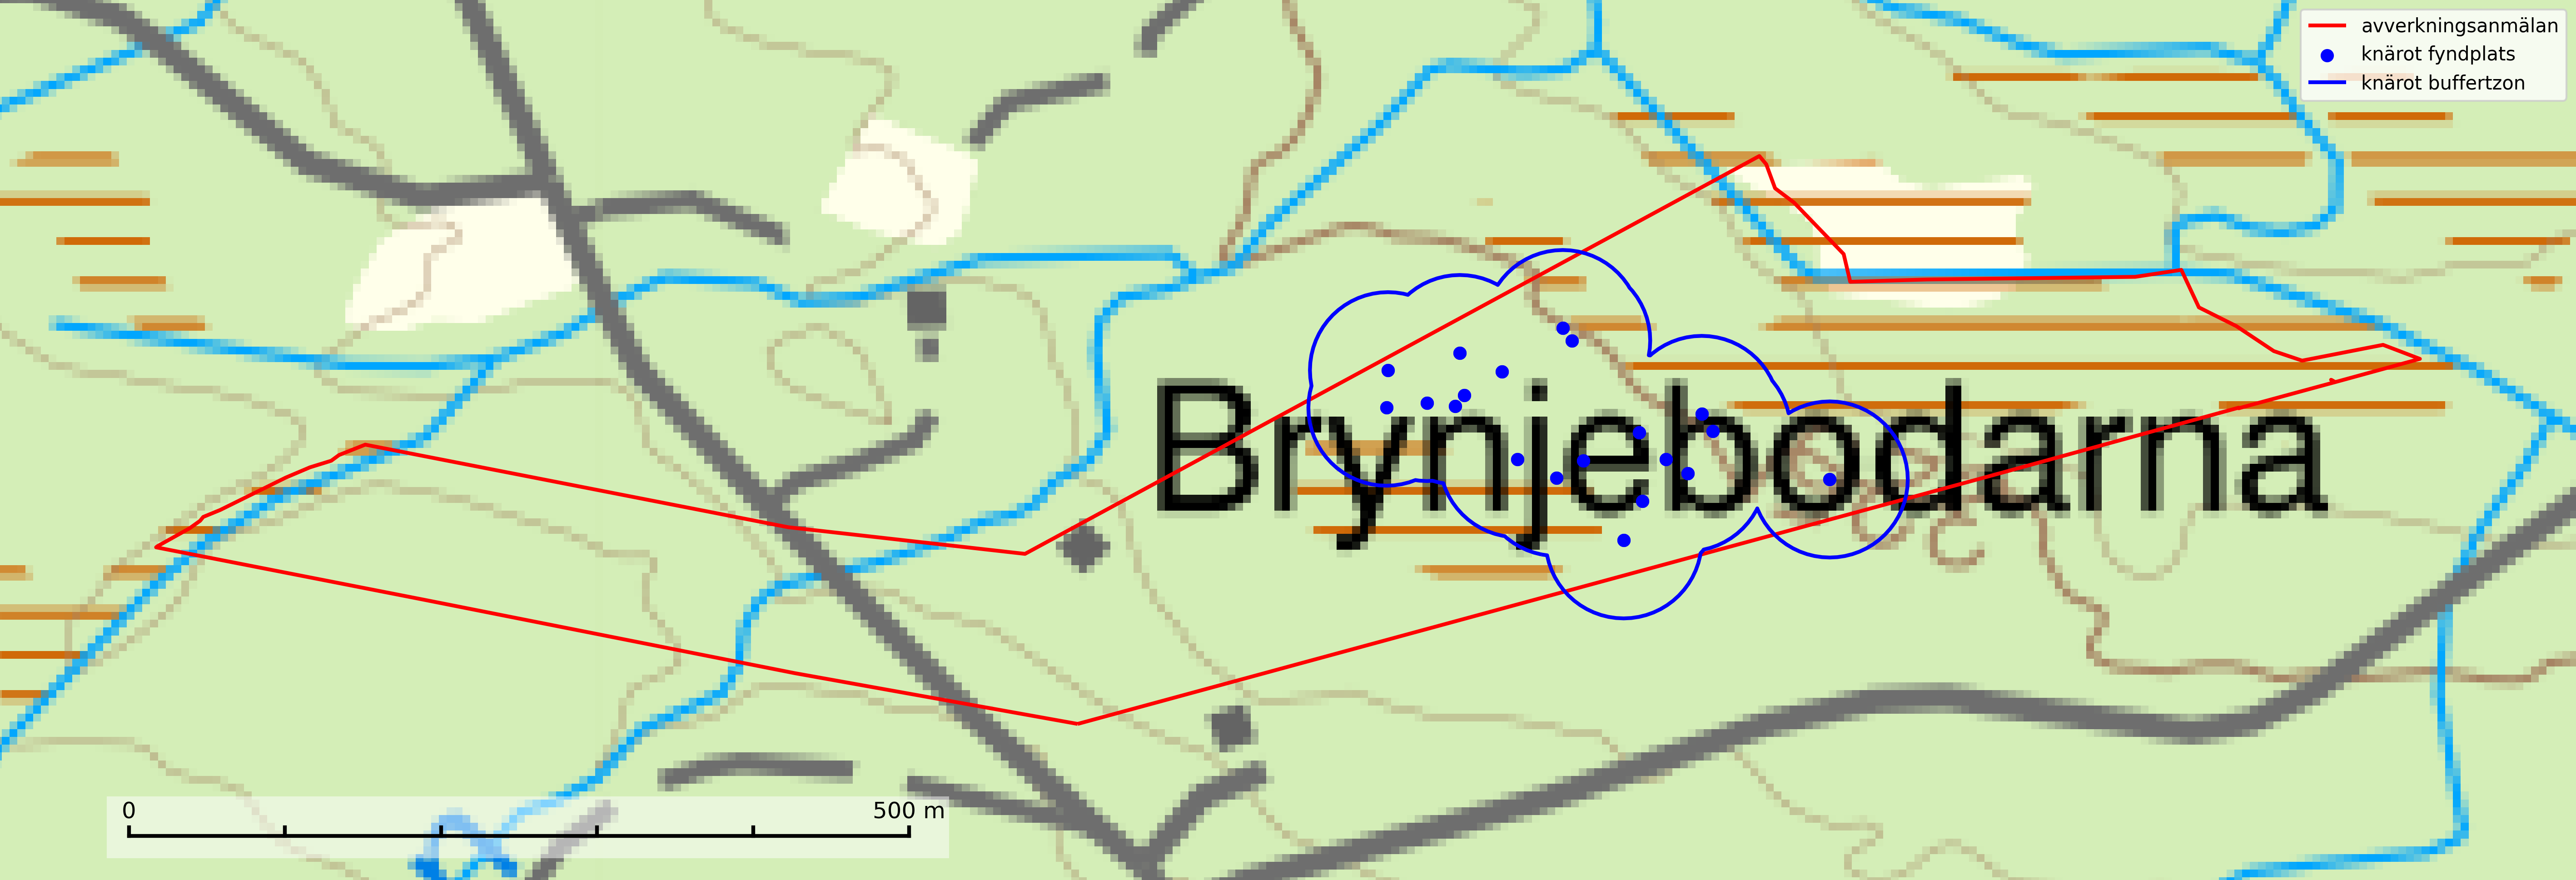 avverkningsanmälan
knärot fyndplats
knärot buffertzon
Brynjebodarna
0 500 m